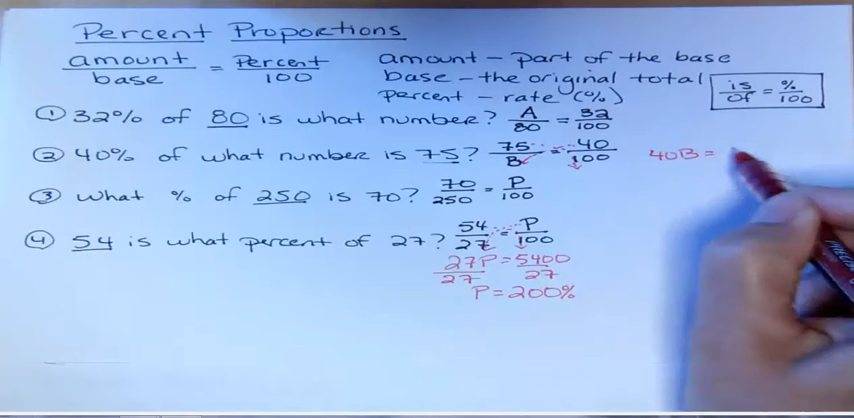 Percent Proportions
amount/base = Percent/100
amount - part of the base
base - the original total
percent - rate (%)
is/of = %/100
① 32% of 80 is what number? A/80 = 32/100
② 40% of what number is 75? 75/B = 40/100
40B =
③ What % of 250 is 70? 70/250 = P/100
④ 54 is what percent of 27? 54/27 = P/100
27P/27 = 5400/27
P = 200%